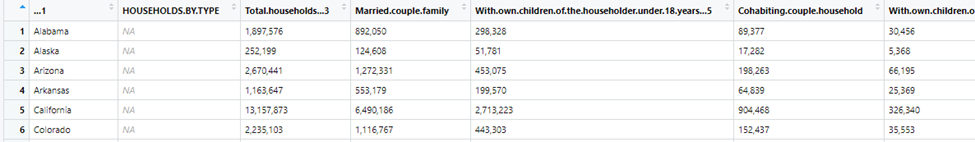 ...1 HOUSEHOLDS.BY.TYPE Total.households...3 Married.couple.family With.own.children.of.the.householder.under.18.years...5 Cohabiting.couple.household With.own.children.o
1 Alabama NA 1,897,576 892,050 298,328 89,377 30,456
2 Alaska NA 252,199 124,608 51,781 17,282 5,368
3 Arizona NA 2,670,441 1,272,331 453,075 198,263 66,195
4 Arkansas NA 1,163,647 553,179 199,570 64,839 25,369
5 California NA 13,157,873 6,490,186 2,713,223 904,468 326,340
6 Colorado NA 2,235,103 1,116,767 443,303 152,437 35,553